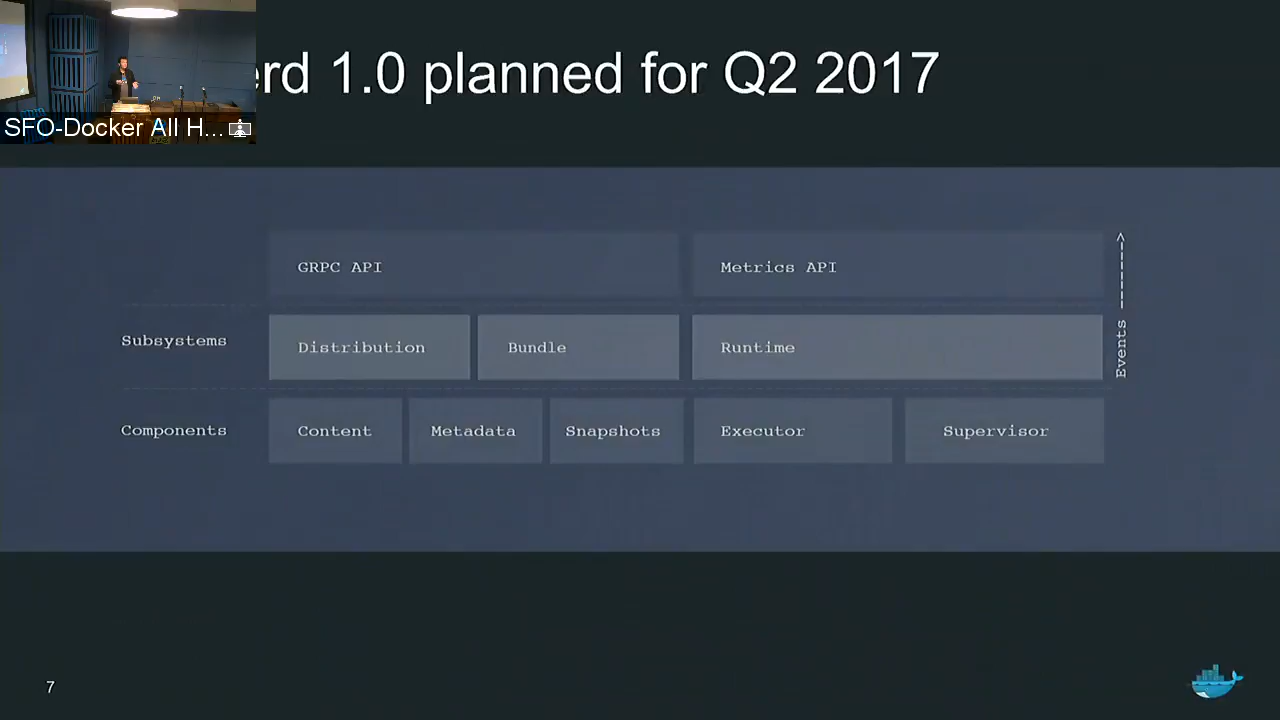 erd 1.0 planned for Q2 2017
SFO-Docker All H...
GRPC API
Metrics API
Subsystems
Distribution
Bundle
Runtime
Events ------->
Components
Content
Metadata
Snapshots
Executor
Supervisor
7